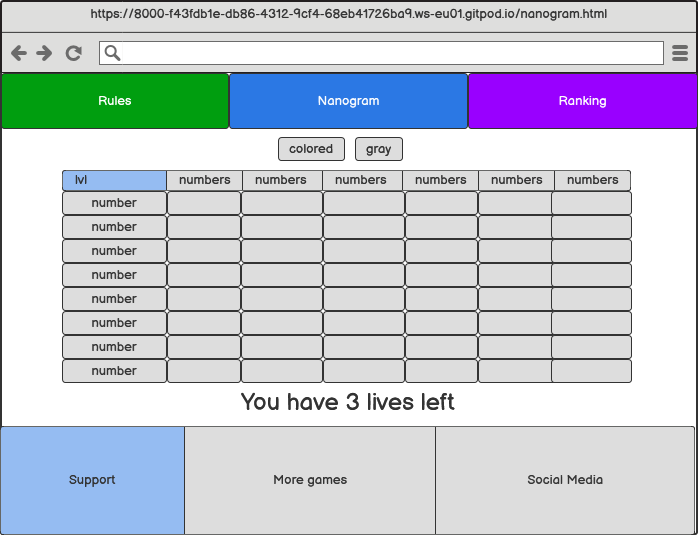 https://8000-f43fdb1e-db86-4312-9cf4-68eb41726ba9.ws-eu01.gitpod.io/nanogram.html
Rules Nanogram Ranking
colored gray
lvl numbers numbers numbers numbers numbers numbers
number
number
number
number
number
number
number
number
You have 3 lives left
Support More games Social Media